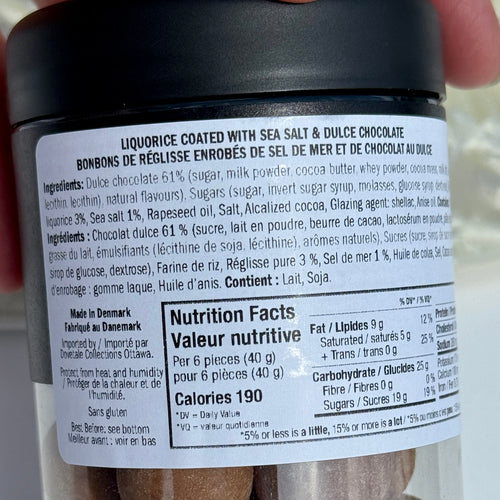 LIQUORICE COATED WITH SEA SALT & DULCE CHOCOLATE
BONBONS DE RÉGLISSE ENROBÉS DE SEL DE MER ET DE CHOCOLAT AU DULCE
Ingredients: Dulce chocolate 61% (sugar, milk powder, cocoa butter, whey powder, cocoa mass,
lecithin, lecithin), natural flavours). Sugars (sugar, invert sugar syrup, molasses, glucose syrup,
liquorice 3%, Sea salt 1%, Rapeseed oil, Salt, Alcalized cocoa, Glazing agent: shellac, Anise oil.
Ingrédients : Chocolat dulce 61 % (sucre, lait en poudre, beurre de cacao, lactosérum en poudre,
grasse du lait, émulsifiants (lécithine de soja, lécithine), arômes naturels), Sucres (sucre,
sirop de glucose, dextrose), Farine de riz, Réglisse pure 3 %, Sel de mer 1 %, Huile de colza, Sel,
d'enrobage : gomme laque, Huile d'anis. Contient : Lait, Soja.
Made in Denmark
Fabriqué au Danemark
Imported by / Importé par
Dovetale Collections Ottawa.
Protect from heat and humidity
/ Protéger de la chaleur et de
l'humidité.
Sans gluten
Best Before: see bottom
Meilleur avant : voir en bas
Nutrition Facts
Valeur nutritive
Per 6 pieces (40 g)
pour 6 pièces (40 g)
Calories 190
*DV = Daily Value
*VQ = valeur quotidienne
% DV* / % VQ*
Fat / Lipides 9 g 12 %
Saturated / saturés 5 g 25 %
+ Trans / trans 0 g
Carbohydrate / Glucides 25 g
Fibre / Fibres 0 g 0 %
Sugars / Sucres 19 g 19 %
*5% or less is a little, 15% or more is a lot / *5% ou moins c'est peu